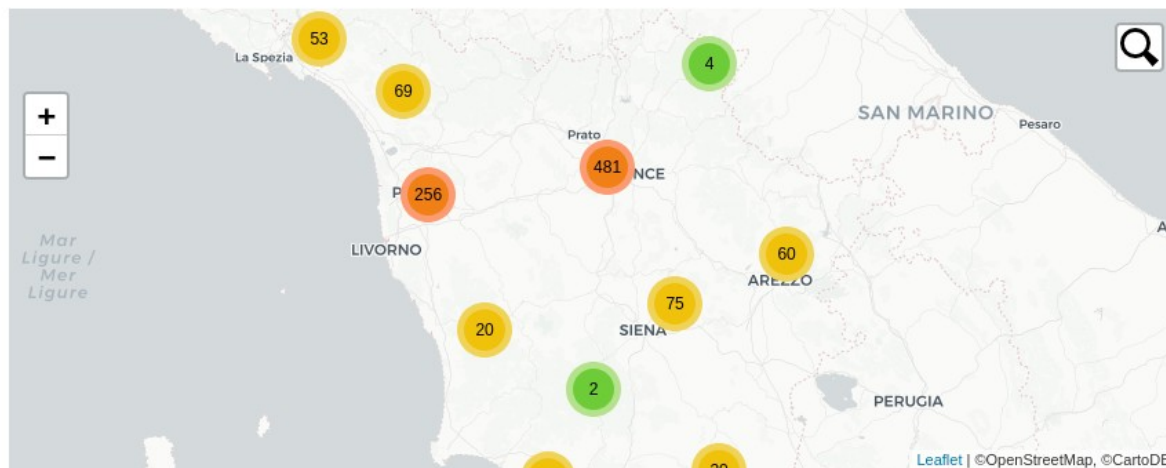 53
La Spezia
4
69
SAN MARINO
Pesaro
+
−
Prato
481
NCE
256
Mar
Ligure /
Mer
Ligure
LIVORNO
60
AREZZO
75
20
SIENA
2
PERUGIA
Leaflet | ©OpenStreetMap, ©CartoDB